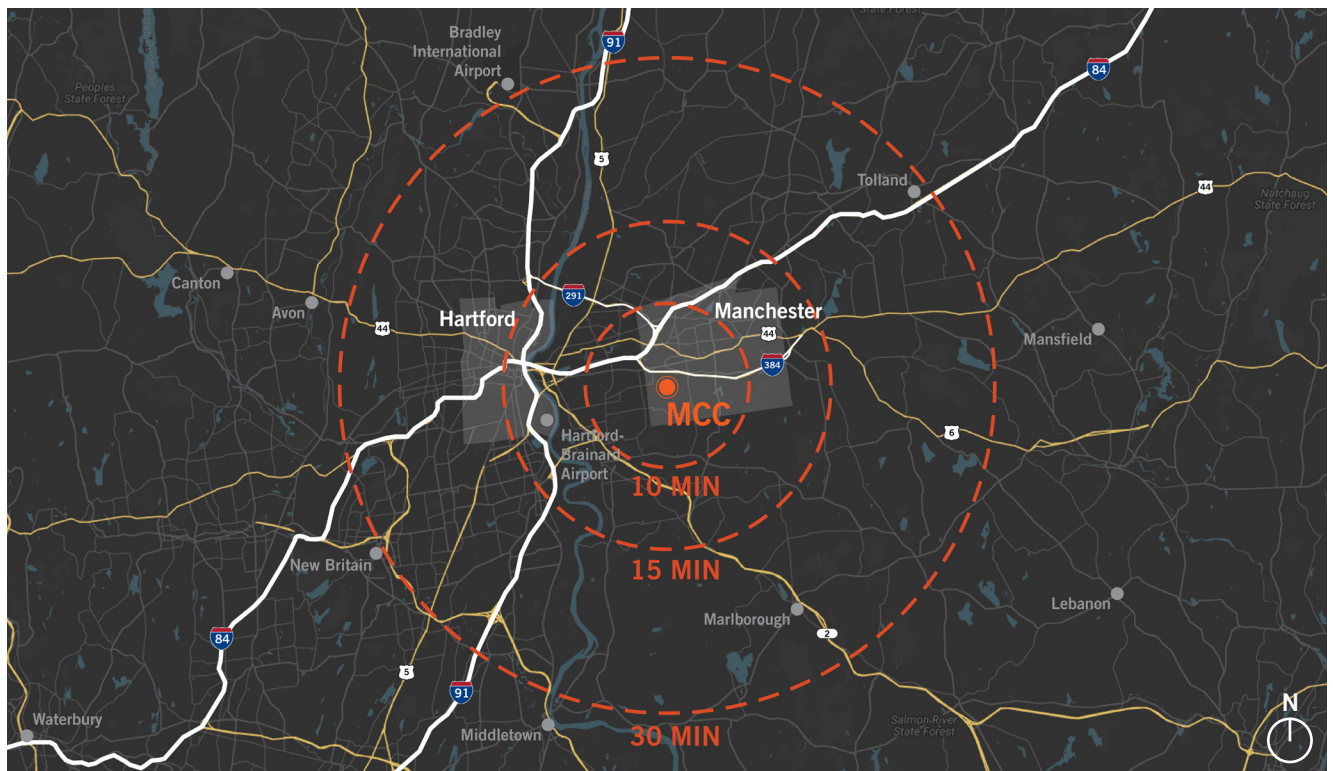 State Forest
Bradley
International
Airport
91
84
Peoples
State Forest
5
Tolland
44
Natchaug
State Forest
Canton
291
Avon
Hartford
Manchester
44
44
Mansfield
384
MCC
Hartford-
Brainard
Airport
6
10 MIN
New Britain
15 MIN
Lebanon
Marlborough
2
84
5
91
Waterbury
Middletown
30 MIN
Salmon River
State Forest
N